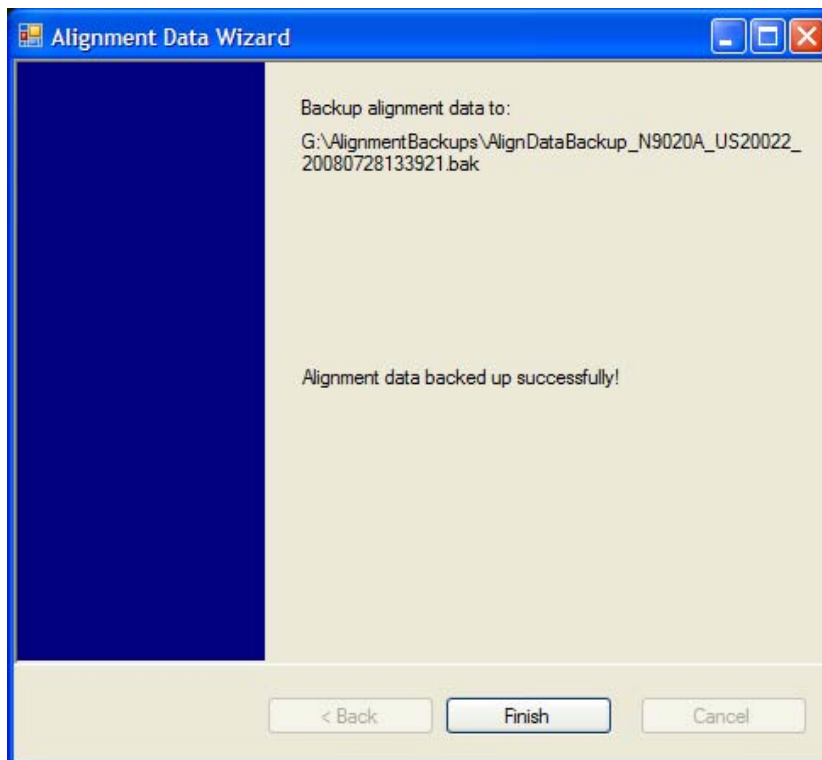 Alignment Data Wizard
Backup alignment data to:
G:\AlignmentBackups\AlignDataBackup_N9020A_US20022_
20080728133921.bak
Alignment data backed up successfully!
< Back
Finish
Cancel